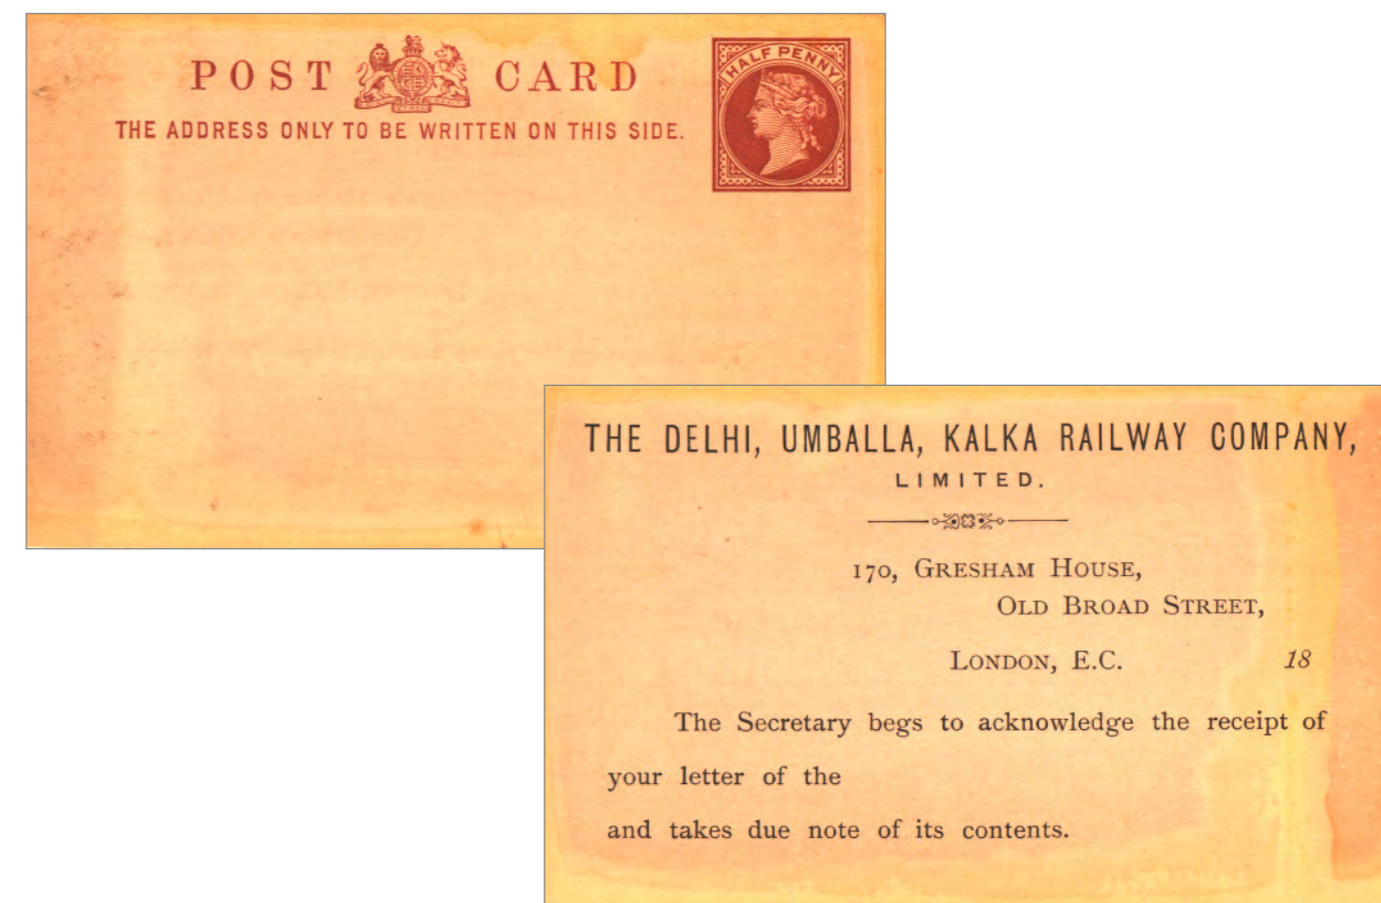 POST CARD
THE ADDRESS ONLY TO BE WRITTEN ON THIS SIDE.
HALF PENNY
THE DELHI, UMBALLA, KALKA RAILWAY COMPANY,
LIMITED.
170, GRESHAM HOUSE,
OLD BROAD STREET,
LONDON, E.C. 18
The Secretary begs to acknowledge the receipt of
your letter of the
and takes due note of its contents.